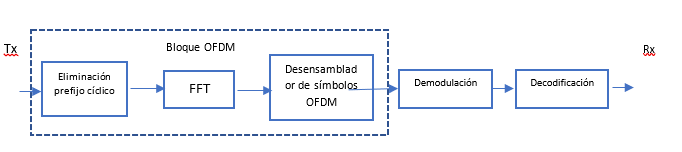 Bloque OFDM
Tx
Rx
Eliminación
prefijo cíclico
FFT
Desensamblad
or de símbolos
OFDM
Demodulación
Decodificación